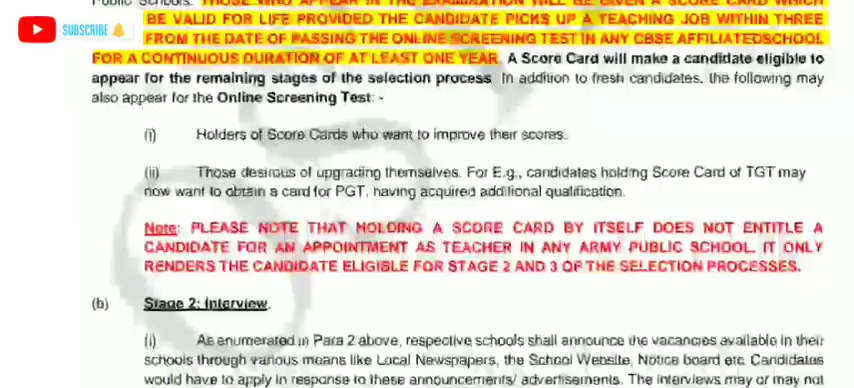 Public Schools. THOSE WHO APPEAR IN THE EXAMINATION WILL BE GIVEN A SCORE CARD WHICH
SUBSCRIBE
BE VALID FOR LIFE PROVIDED THE CANDIDATE PICKS UP A TEACHING JOB WITHIN THREE
FROM THE DATE OF PASSING THE ONLINE SCREENING TEST IN ANY CBSE AFFILIATEDSCHOOL
FOR A CONTINUOUS DURATION OF AT LEAST ONE YEAR. A Score Card will make a candidate eligible to
appear for the remaining stages of the selection process. In addition to fresh candidates, the following may
also appear for the Online Screening Test: -
(i) Holders of Score Cards who want to improve their scores.
(ii) Those desirous of upgrading themselves. For E.g., candidates holding Score Card of TGT may
now want to obtain a card for PGT, having acquired additional qualification.
Note: PLEASE NOTE THAT HOLDING A SCORE CARD BY ITSELF DOES NOT ENTITLE A
CANDIDATE FOR AN APPOINTMENT AS TEACHER IN ANY ARMY PUBLIC SCHOOL. IT ONLY
RENDERS THE CANDIDATE ELIGIBLE FOR STAGE 2 AND 3 OF THE SELECTION PROCESSES.
(b) Stage 2: Interview.
(i) As enumerated in Para 2 above, respective schools shall announce the vacancies available in their
schools through various means like Local Newspapers, the School Website, Notice board etc. Candidates
would have to apply in response to these announcements/ advertisements. The interviews may or may not